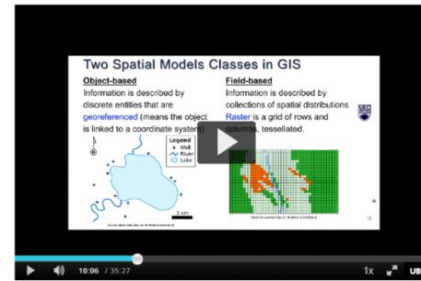 Two Spatial Models Classes in GIS
Object-based
Information is described by
discrete entities that are
georeferenced (means the object
is linked to a coordinate system)
Legend
Well
River
Lake
2 km
Field-based
Information is described by
collections of spatial distributions.
Raster is a grid of rows and
columns, tessellated.
UBC
10:06 / 35:27
1x
UB